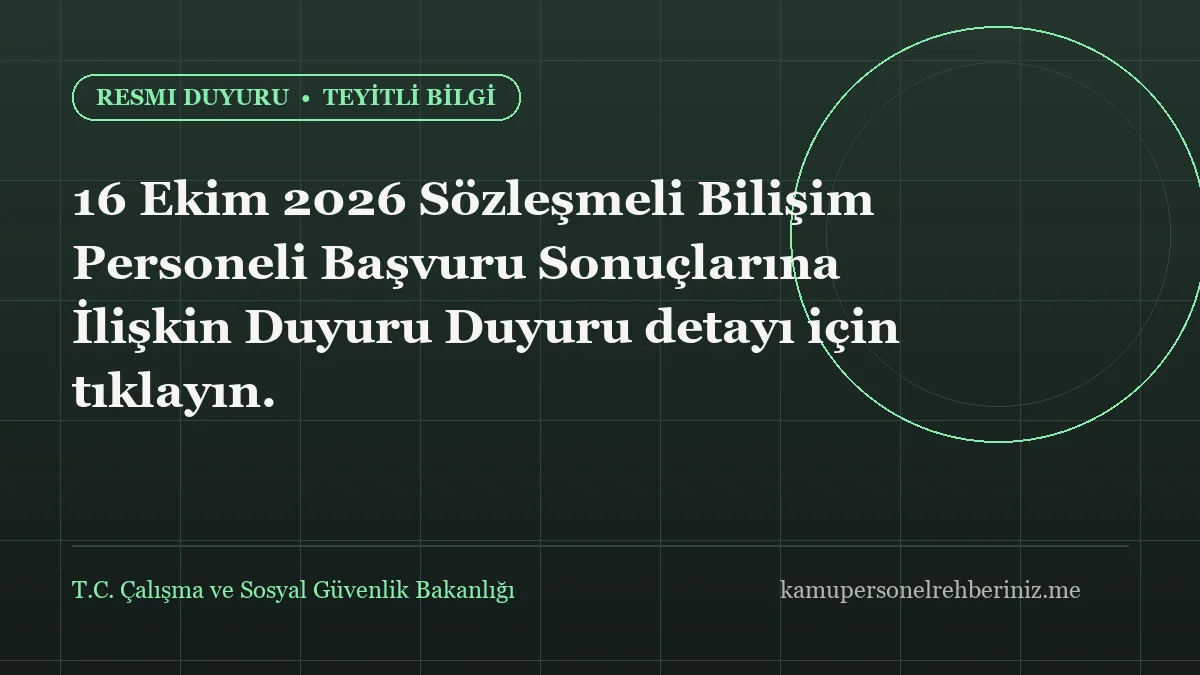 RESMI DUYURU • TEYİTLİ BİLGİ
16 Ekim 2026 Sözleşmeli Bilişim
Personeli Başvuru Sonuçlarına
İlişkin Duyuru Duyuru detayı için
tıklayın.
T.C. Çalışma ve Sosyal Güvenlik Bakanlığı
kamupersonelrehberiniz.me